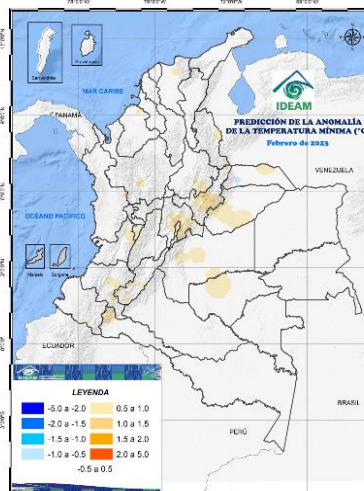 San Andrés
Providencia
MAR CARIBE
PANAMÁ
IDEAM
PREDICCIÓN DE LA ANOMALÍA
DE LA TEMPERATURA MÍNIMA (°C
Febrero de 2023
VENEZUELA
OCÉANO PACÍFICO
Malpelo
Gorgona
ECUADOR
BRASIL
PERÚ
LEYENDA
-5.0 a -2.0 0.5 a 1.0
-2.0 a -1.5 1.0 a 1.5
-1.5 a -1.0 1.5 a 2.0
-1.0 a -0.5 2.0 a 5.0
-0.5 a 0.5